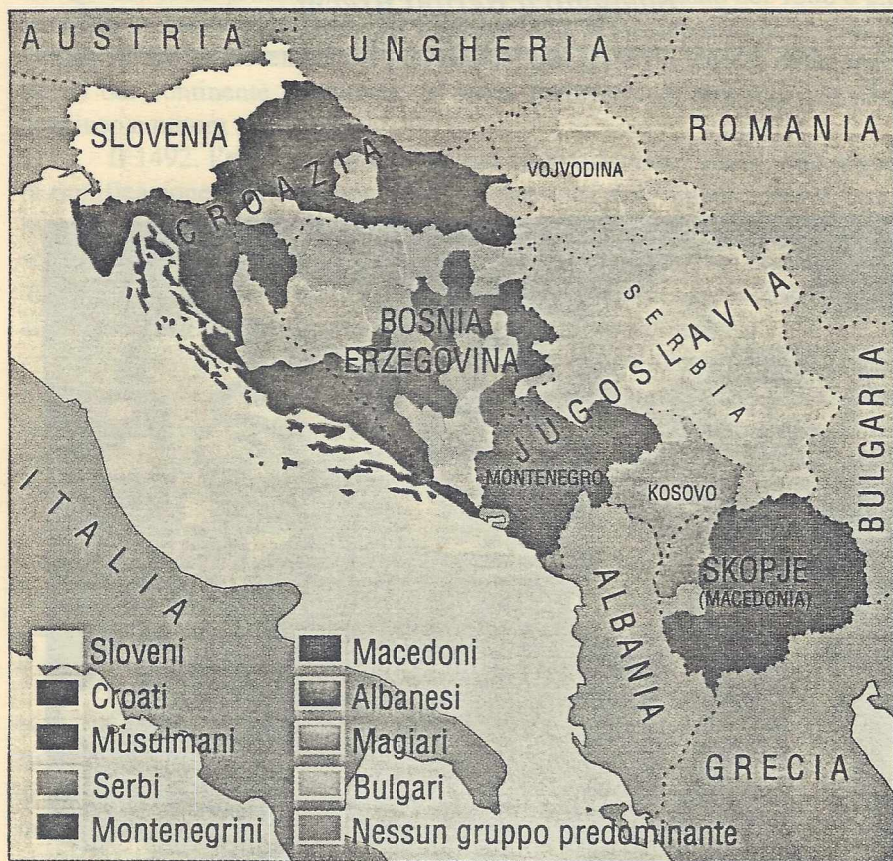 AUSTRIA
UNGHERIA
SLOVENIA
ROMANIA
VOJVODINA
CROAZIA
SERBIA
BOSNIA
ERZEGOVINA
JUGOSLAVIA
BULGARIA
MONTENEGRO
KOSOVO
ITALIA
ALBANIA
SKOPJE
(MACEDONIA)
GRECIA
Sloveni
Croati
Musulmani
Serbi
Montenegrini
Macedoni
Albanesi
Magiari
Bulgari
Nessun gruppo predominante